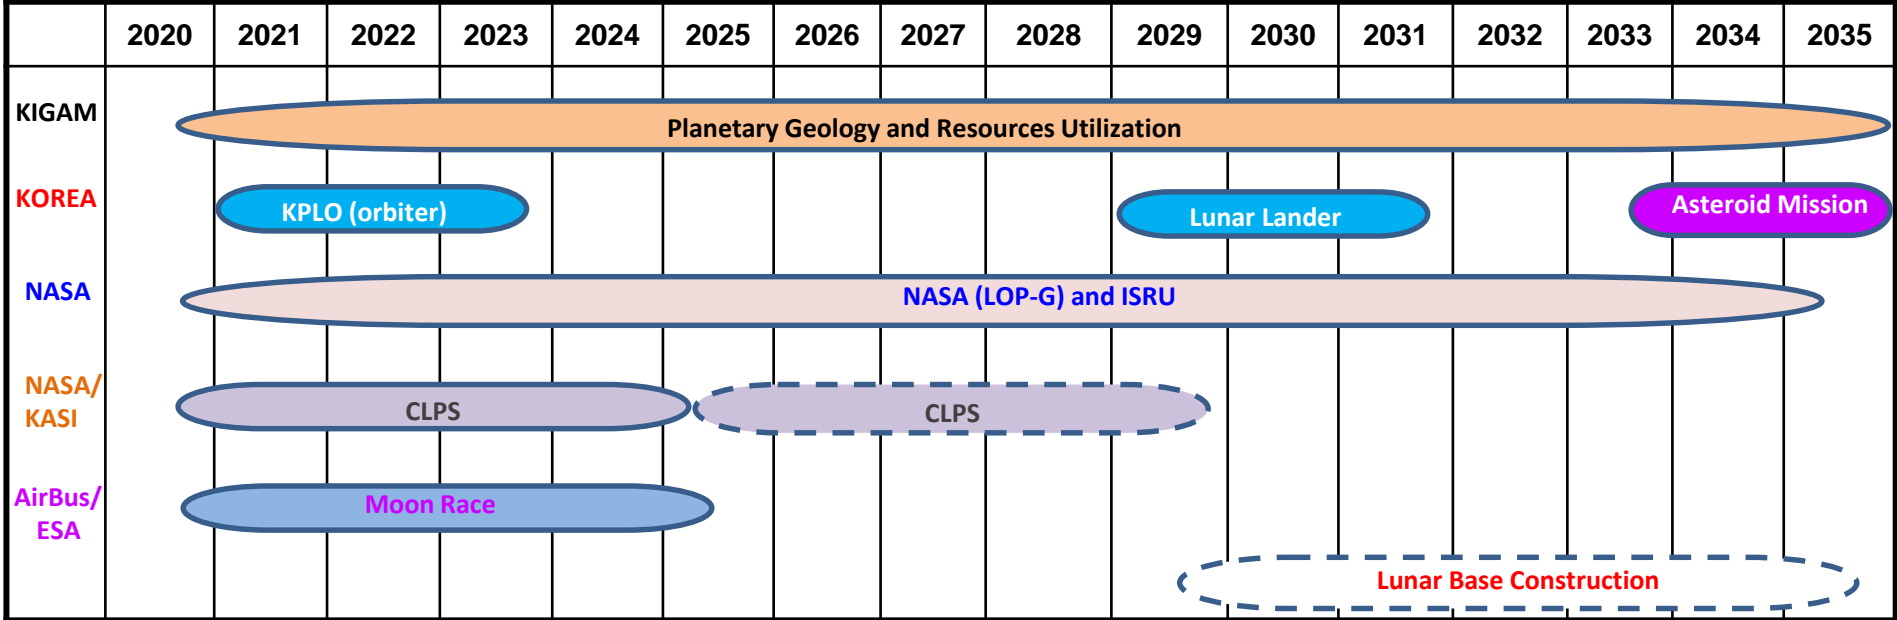 2020 2021 2022 2023 2024 2025 2026 2027 2028 2029 2030 2031 2032 2033 2034 2035
KIGAM
Planetary Geology and Resources Utilization
KOREA
KPLO (orbiter)
Lunar Lander
Asteroid Mission
NASA
NASA (LOP-G) and ISRU
NASA/
KASI
CLPS
CLPS
AirBus/
ESA
Moon Race
Lunar Base Construction